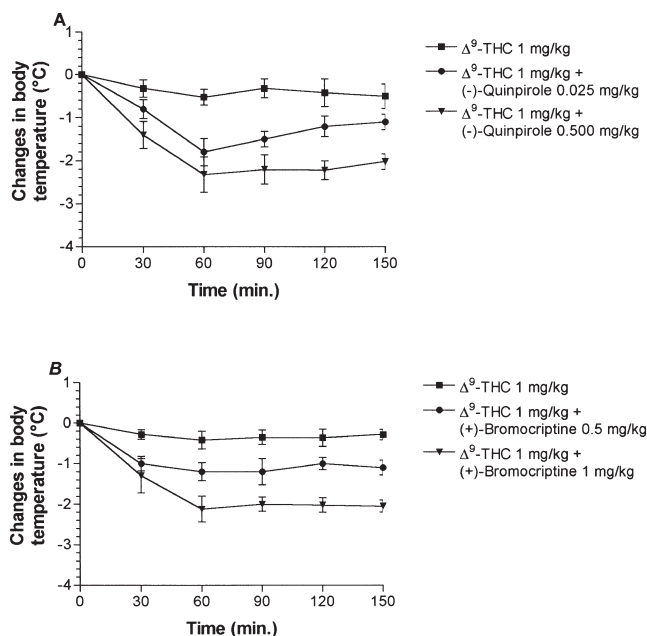 A
1
0
-1
-2
-3
-4
0 30 60 90 120 150
Changes in body
temperature (°C)
Time (min.)
Δ⁹-THC 1 mg/kg
Δ⁹-THC 1 mg/kg +
(-)-Quinpirole 0.025 mg/kg
Δ⁹-THC 1 mg/kg +
(-)-Quinpirole 0.500 mg/kg
B
1
0
-1
-2
-3
-4
0 30 60 90 120 150
Changes in body
temperature (°C)
Time (min.)
Δ⁹-THC 1 mg/kg
Δ⁹-THC 1 mg/kg +
(+)-Bromocriptine 0.5 mg/kg
Δ⁹-THC 1 mg/kg +
(+)-Bromocriptine 1 mg/kg